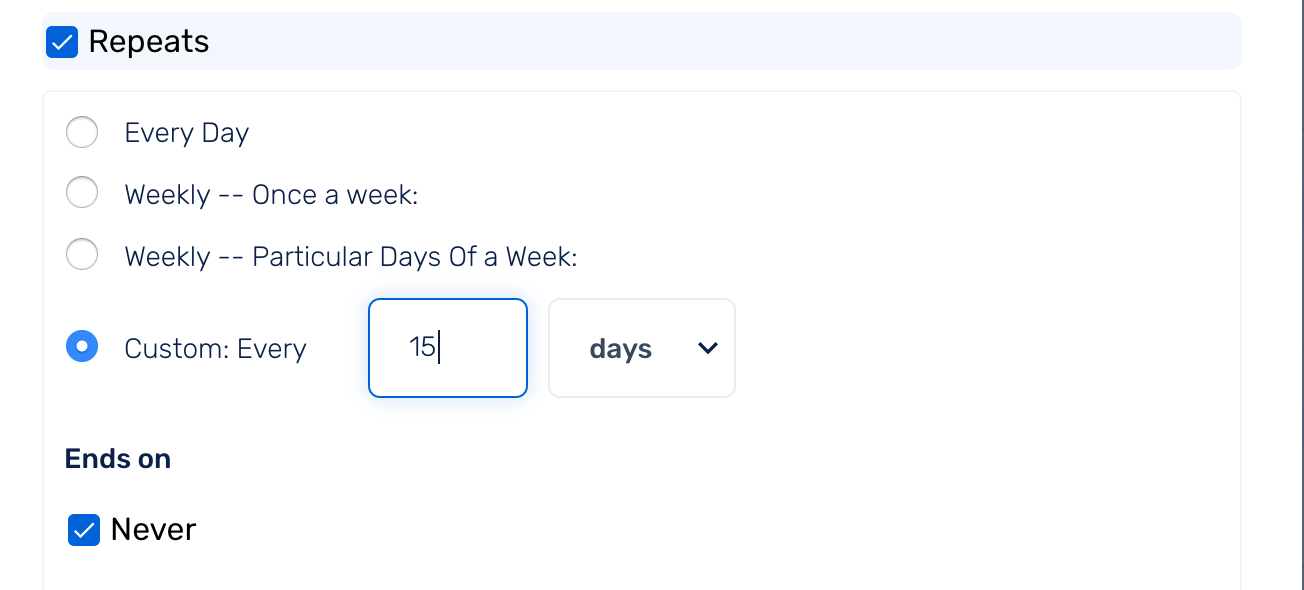 Repeats
Every Day
Weekly -- Once a week:
Weekly -- Particular Days Of a Week:
Custom: Every 15 days
Ends on
Never